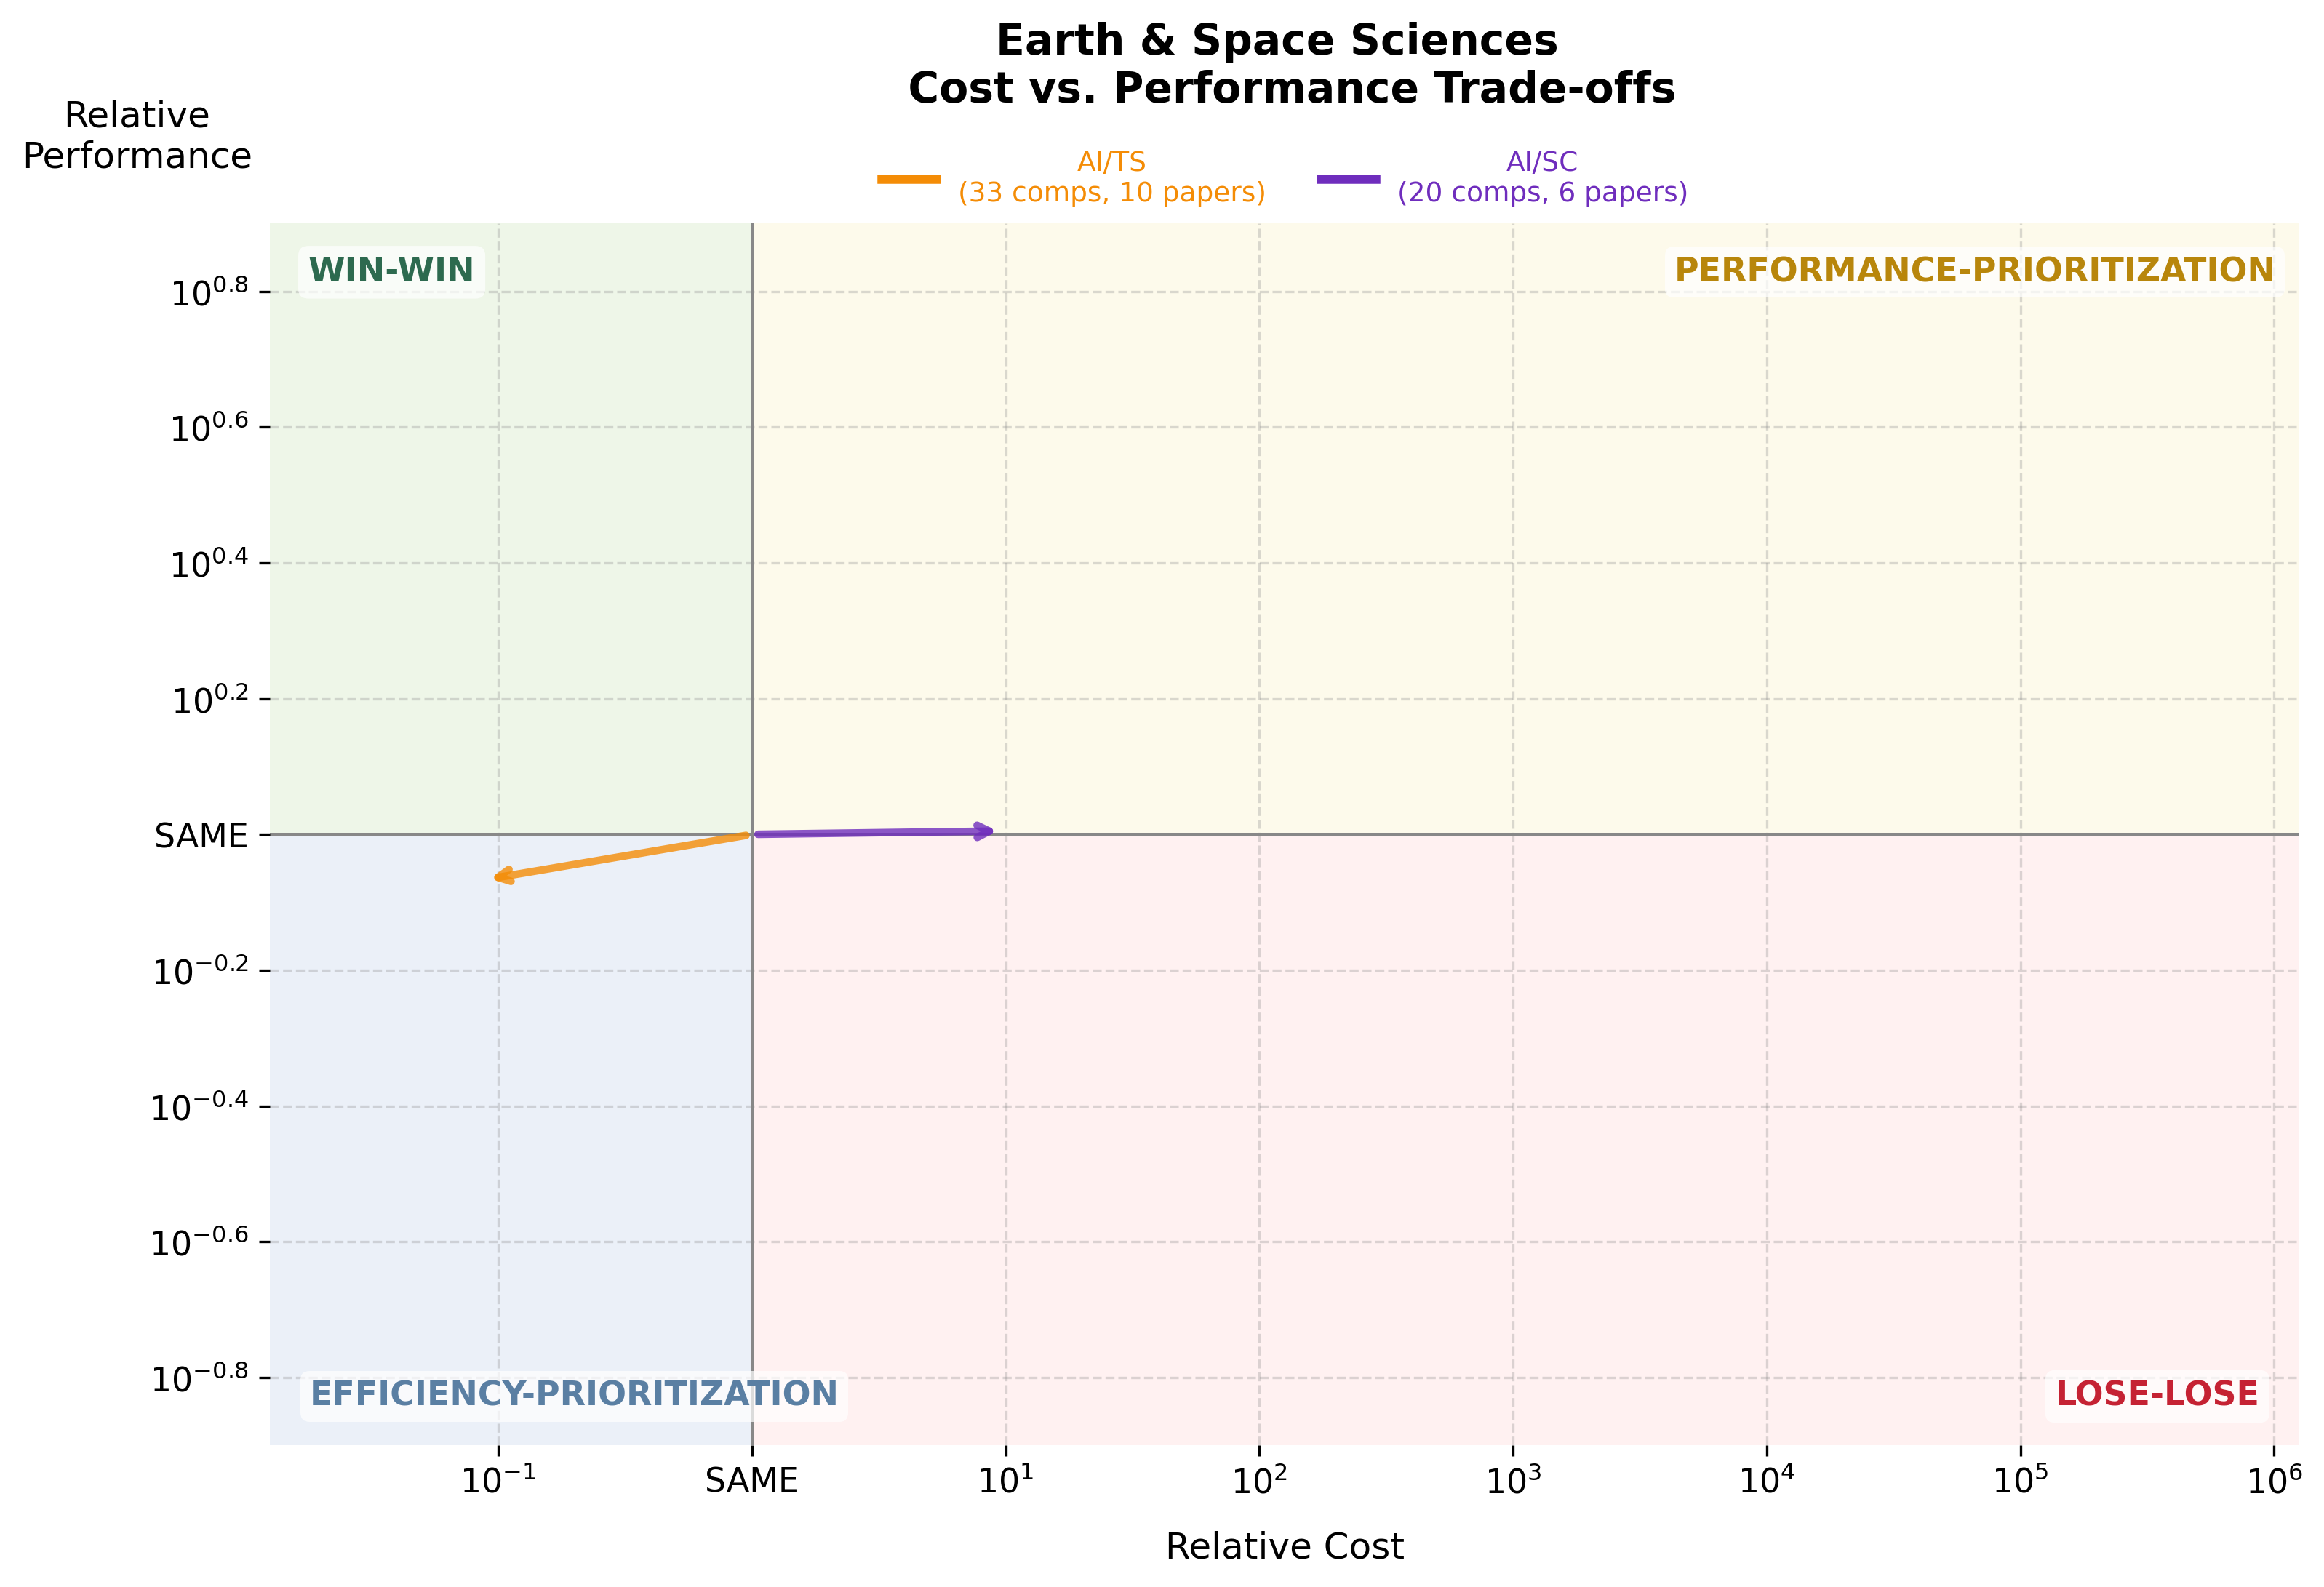 Earth & Space Sciences
Cost vs. Performance Trade-offs
Relative
Performance
AI/TS
(33 comps, 10 papers)
AI/SC
(20 comps, 6 papers)
WIN-WIN
PERFORMANCE-PRIORITIZATION
10^0.8
10^0.6
10^0.4
10^0.2
SAME
10^−0.2
10^−0.4
10^−0.6
10^−0.8
EFFICIENCY-PRIORITIZATION
LOSE-LOSE
10^−1 SAME 10^1 10^2 10^3 10^4 10^5 10^6
Relative Cost